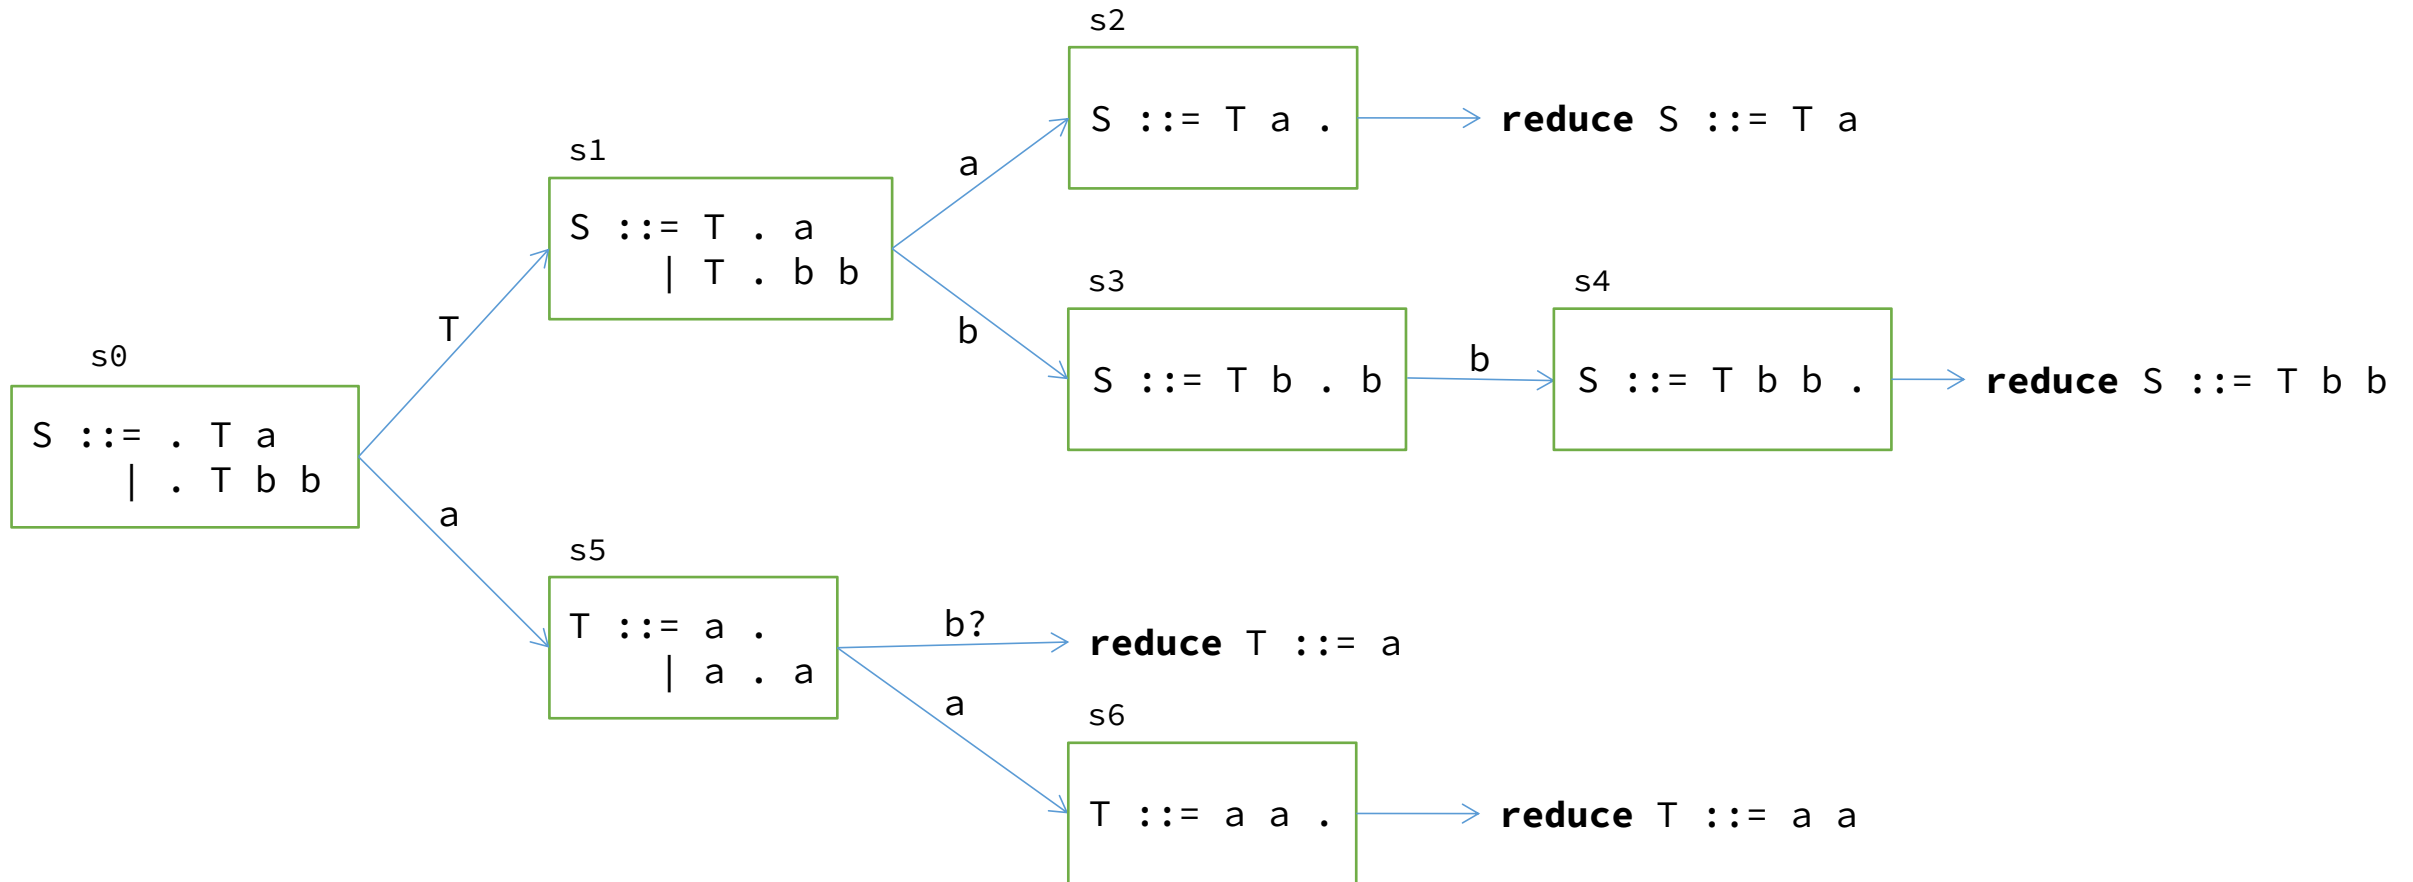 s2
S ::= T a .
reduce S ::= T a
s1
S ::= T . a
| T . b b
a
b
s3
S ::= T b . b
b
s4
S ::= T b b .
reduce S ::= T b b
T
s0
S ::= . T a
| . T b b
a
s5
T ::= a .
| a . a
b?
reduce T ::= a
a
s6
T ::= a a .
reduce T ::= a a